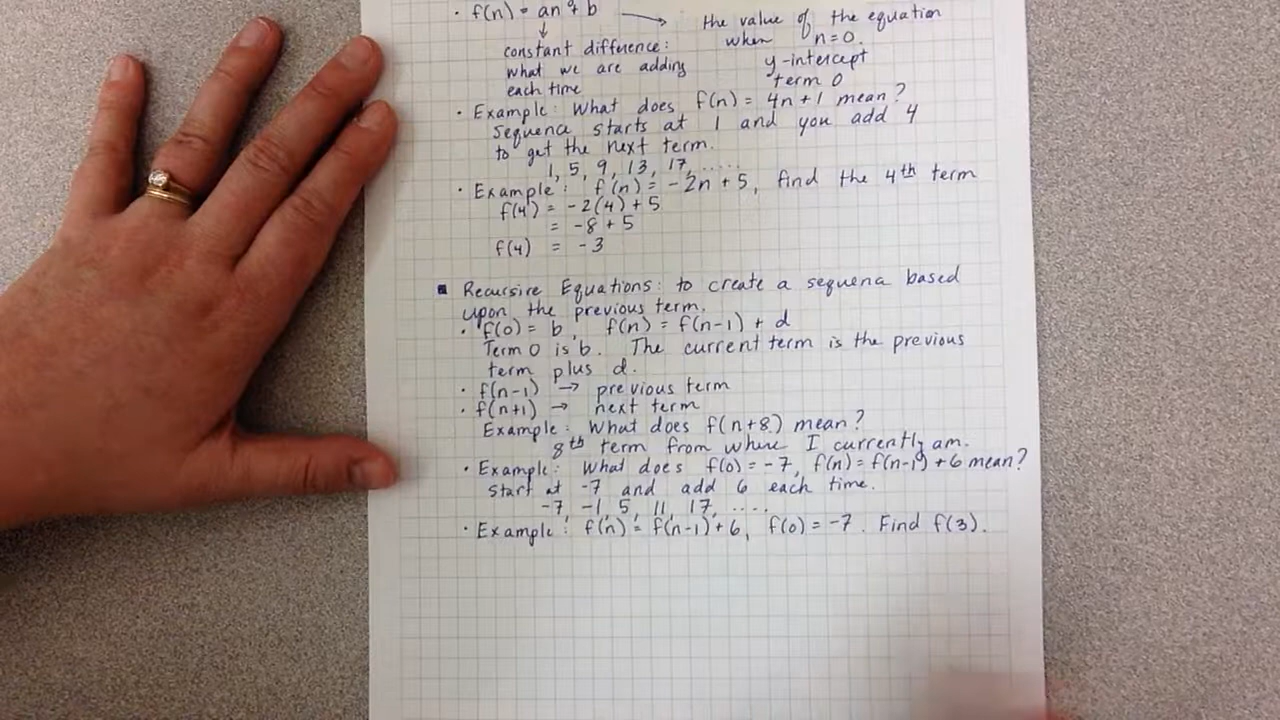 · f(n) = an + b → the value of the equation
↓ when n=0.
constant difference: y-intercept
what we are adding term 0
each time
· Example: What does f(n) = 4n+1 mean?
Sequena starts at 1 and you add 4
to get the next term.
1, 5, 9, 13, 17, .....
· Example: f(n) = -2n + 5, find the 4th term
f(4) = -2(4) + 5
= -8 + 5
f(4) = -3
▪ Recursive Equations: to create a sequena based
upon the previous term.
· f(0) = b, f(n) = f(n-1) + d
Term 0 is b. The current term is the previous
term plus d.
· f(n-1) → previous term
· f(n+1) → next term
Example: What does f(n+8) mean?
8th term from where I currently am.
· Example: What does f(0) = -7, f(n) = f(n-1) + 6 mean?
Start at -7 and add 6 each time.
-7, -1, 5, 11, 17, ....
· Example: f(n) = f(n-1) + 6, f(0) = -7. Find f(3).